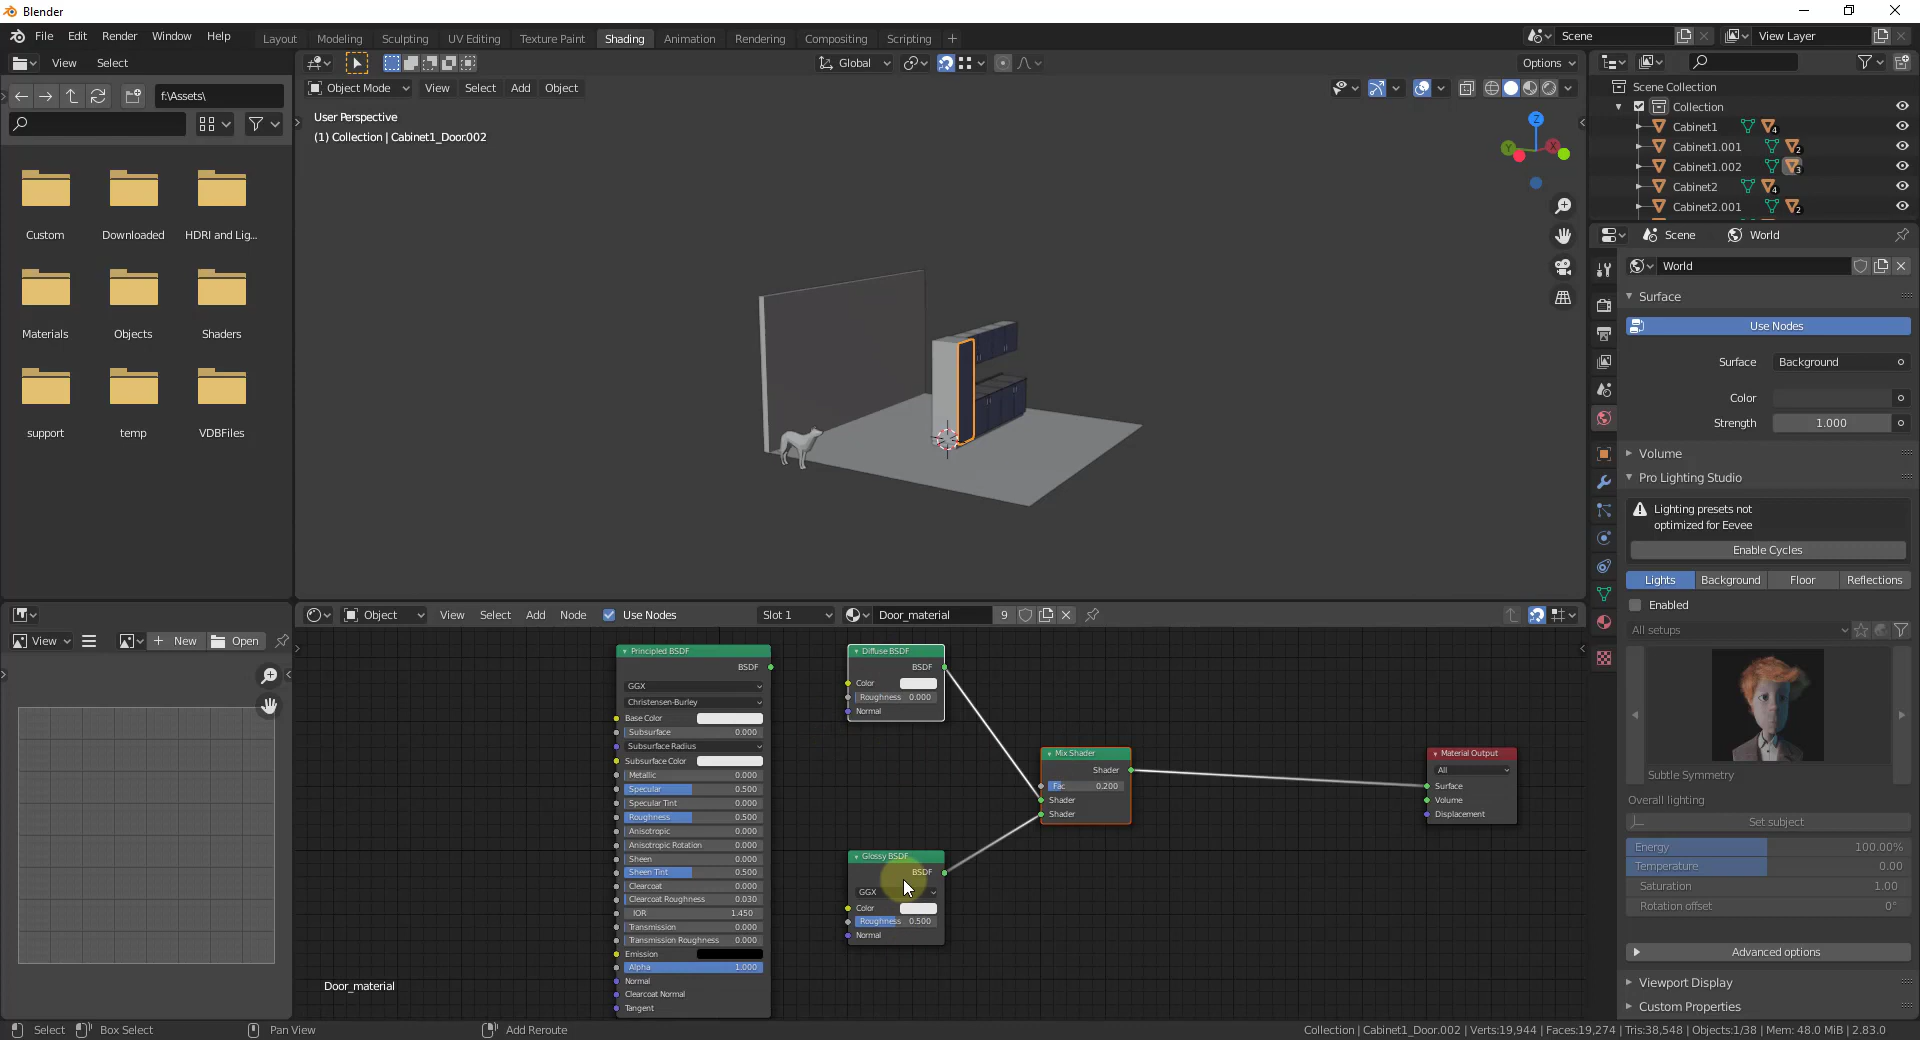 Blender
File Edit Render Window Help
Layout Modeling Sculpting UV Editing Texture Paint Shading Animation Rendering Compositing Scripting
Scene View Layer
View Select
Global
Options
f:\Assets\
Object Mode View Select Add Object
User Perspective
(1) Collection | Cabinet1_Door.002
Z
Y
X
Custom Downloaded HDRI and Lig...
Materials Objects Shaders
support temp VDBFiles
Scene Collection
Collection
Cabinet1 4
Cabinet1.001 2
Cabinet1.002 3
Cabinet2 4
Cabinet2.001 2
Scene World
World
Surface
Use Nodes
Surface Background
Color
Strength 1.000
Volume
Pro Lighting Studio
Lighting presets not
optimized for Eevee
Enable Cycles
Lights Background Floor Reflections
Enabled
All setups
Subtle Symmetry
Overall lighting
Set subject
Energy 100.00%
Temperature 0.00
Saturation 1.00
Rotation offset 0°
Advanced options
Viewport Display
Custom Properties
View New Open
Object View Select Add Node Use Nodes Slot 1 Door_material 9
Principled BSDF
BSDF
GGX
Christensen-Burley
Base Color
Subsurface 0.000
Subsurface Radius
Subsurface Color
Metallic 0.000
Specular 0.500
Specular Tint 0.000
Roughness 0.500
Anisotropic 0.000
Anisotropic Rotation 0.000
Sheen 0.000
Sheen Tint 0.500
Clearcoat 0.000
Clearcoat Roughness 0.030
IOR 1.450
Transmission 0.000
Transmission Roughness 0.000
Emission
Alpha 1.000
Normal
Clearcoat Normal
Tangent
Diffuse BSDF
BSDF
Color
Roughness 0.000
Normal
Glossy BSDF
BSDF
GGX
Color
Roughness 0.500
Normal
Mix Shader
Shader
Fac 0.200
Shader
Shader
Material Output
All
Surface
Volume
Displacement
Door_material
Select Box Select Pan View Add Reroute
Collection | Cabinet1_Door.002 | Verts:19,944 | Faces:19,274 | Tris:38,548 | Objects:1/38 | Mem: 48.0 MiB | 2.83.0